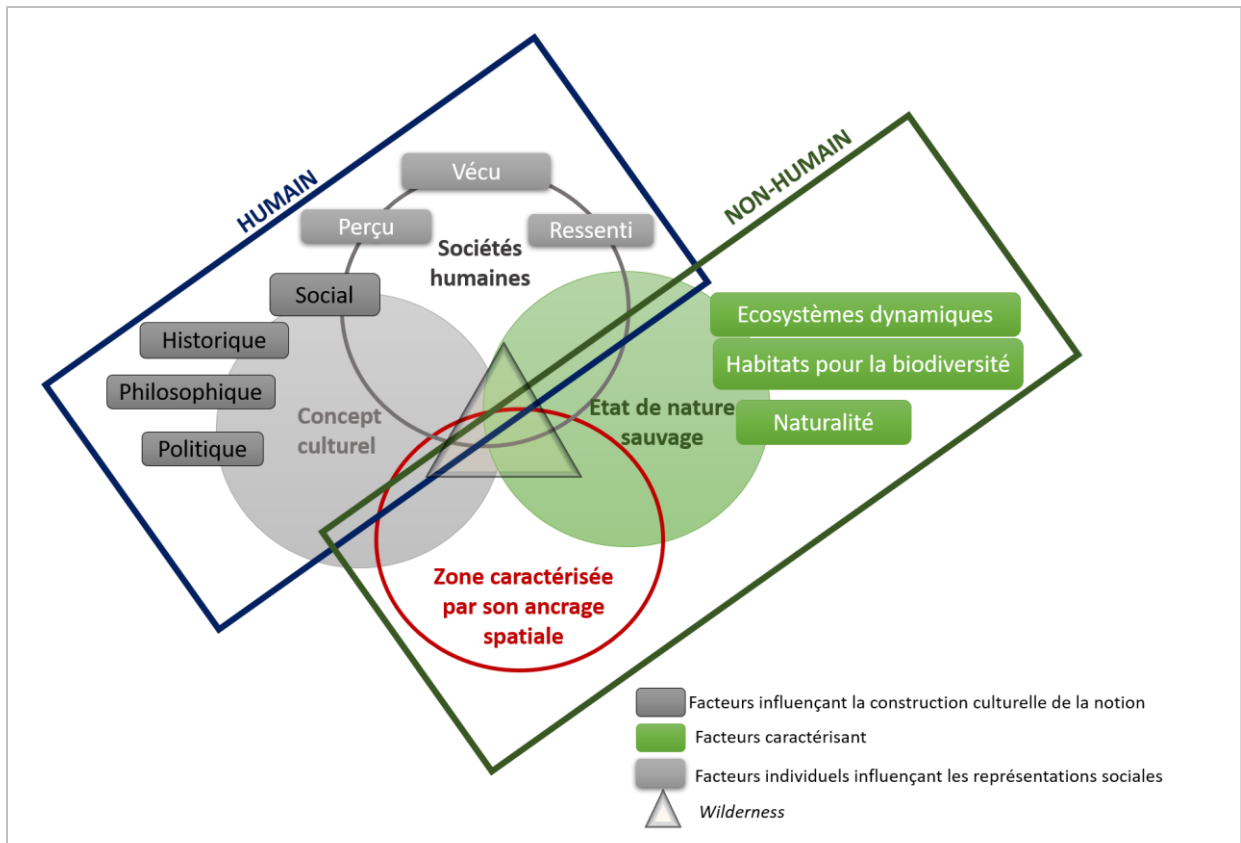 HUMAIN
NON-HUMAIN
Vécu
Perçu
Ressenti
Sociétés
humaines
Social
Historique
Philosophique
Politique
Concept
culturel
Etat de nature
sauvage
Ecosystèmes dynamiques
Habitats pour la biodiversité
Naturalité
Zone caractérisée
par son ancrage
spatiale
Facteurs influençant la construction culturelle de la notion
Facteurs caractérisant
Facteurs individuels influençant les représentations sociales
Wilderness